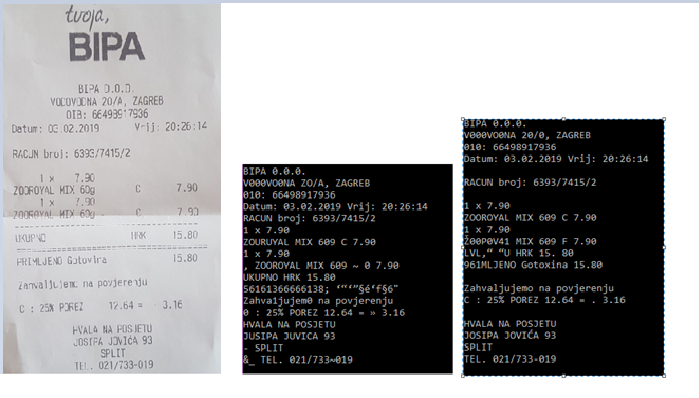 tvoja,
BIPA
BIPA O.O.O.
VODOVODNA 20/A, ZAGREB
OIB: 66498917936
Datum: 03.02.2019 Vrij: 20:26:14
RACUN broj: 6393/7415/2
1 x 7.90
ZOOROYAL MIX 60g C 7.90
1 x 7.90
ZOOROYAL MIX 60g C 7.90
UKUPNO HRK 15.80
PRIMLJENO Gotovina 15.80
Zahvaljujemo na povjerenju
C : 25% POREZ 12.64 = 3.16
HVALA NA POSJETU
JOSIPA JOVIĆA 93
SPLIT
TEL. 021/733-019
BIPA 0.0.0.
V000VO0NA ZO/A, ZAGREB
010: 66498917936
Datum: 03.02.2019 Vrij: 20:26:14
RACUN broj: 6393/7415/2
1 x 7.90
ZOURUYAL MIX 609 C 7.90
1 x 7.90
, ZOOROYAL MIX 609 ~ 0 7.90
UKUPNO HRK 15.80
56161366666138; ‘“‘“”§é‘f§§”
Zahva1jujem0 na povjerenju
0 : 25% POREZ 12.64 = » 3.16
HVALA NA POSJETU
JUSIPA JUVIĆA 93
- SPLIT
&_ TEL. 021/733~019
BIPA 0.0.0.
V000VO0NA 20/0, ZAGREB
010: 66498917936
Datum: 03.02.2019 Vrij: 20:26:14
RACUN broj: 6393/7415/2
1 x 7.90
ZOOROYAL MIX 609 C 7.90
1 x 7.90
Z00P0V41 MIX 609 F 7.90
LVL,“ “U HRK 15. 80
961MLJENO Gotoxina 15.80
Zahvaljujemo na povjerenju
C : 25% POREZ 12.64 = . 3.16
HVALA NA POSJETU
JOSIPA JOVIĆA 93
SPLIT
TEL. 021/733-019